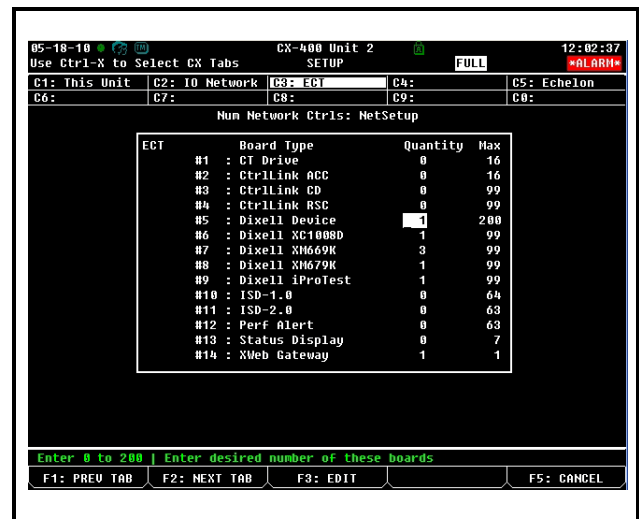 05-18-10 CX-400 Unit 2 12:02:37
Use Ctrl-X to Select CX Tabs SETUP FULL *ALARM*
C1: This Unit C2: IO Network C3: ECT C4: C5: Echelon
C6: C7: C8: C9: C0:
Num Network Ctrls: NetSetup
ECT Board Type Quantity Max
#1 : CT Drive 0 16
#2 : CtrlLink ACC 0 16
#3 : CtrlLink CD 0 99
#4 : CtrlLink RSC 0 99
#5 : Dixell Device 1 200
#6 : Dixell XC1008D 1 99
#7 : Dixell XM669K 3 99
#8 : Dixell XM679K 1 99
#9 : Dixell iProTest 1 99
#10 : ISD-1.0 0 64
#11 : ISD-2.0 0 63
#12 : Perf Alert 0 63
#13 : Status Display 0 7
#14 : XWeb Gateway 1 1
Enter 0 to 200 | Enter desired number of these boards
F1: PREV TAB F2: NEXT TAB F3: EDIT F5: CANCEL